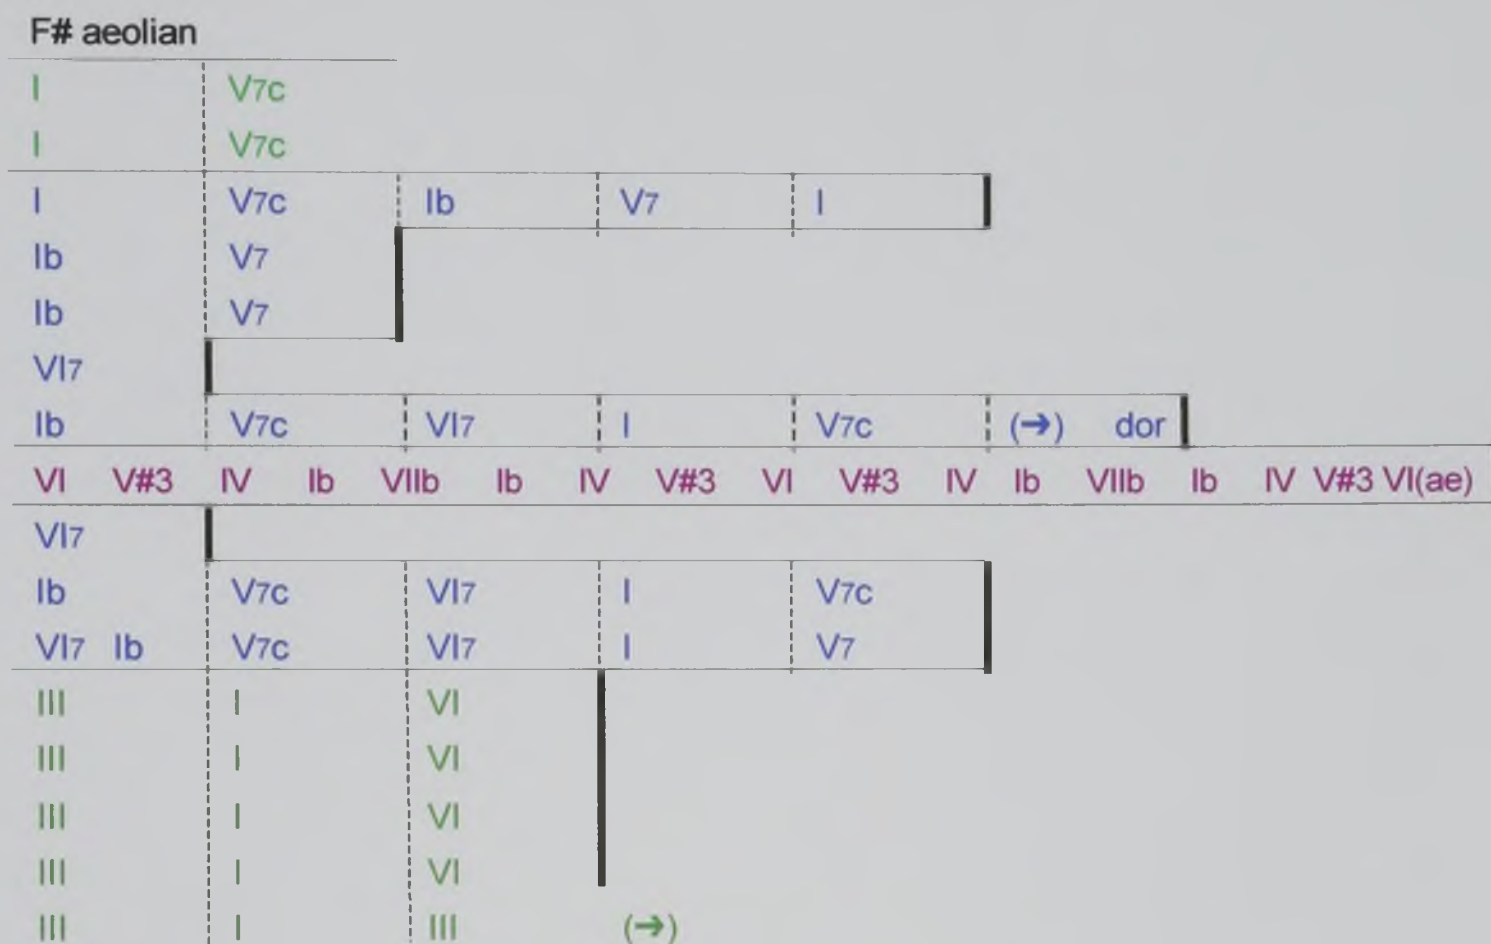 F# aeolian
I V7c
I V7c
I V7c Ib V7 I
Ib V7
Ib V7
VI7
Ib V7c VI7 I V7c (➔) dor
VI V#3 IV Ib VIIb Ib IV V#3 VI V#3 IV Ib VIIb Ib IV V#3 VI(ae)
VI7
Ib V7c VI7 I V7c
VI7 Ib V7c VI7 I V7
III I VI
III I VI
III I VI
III I VI
III I III (➔)